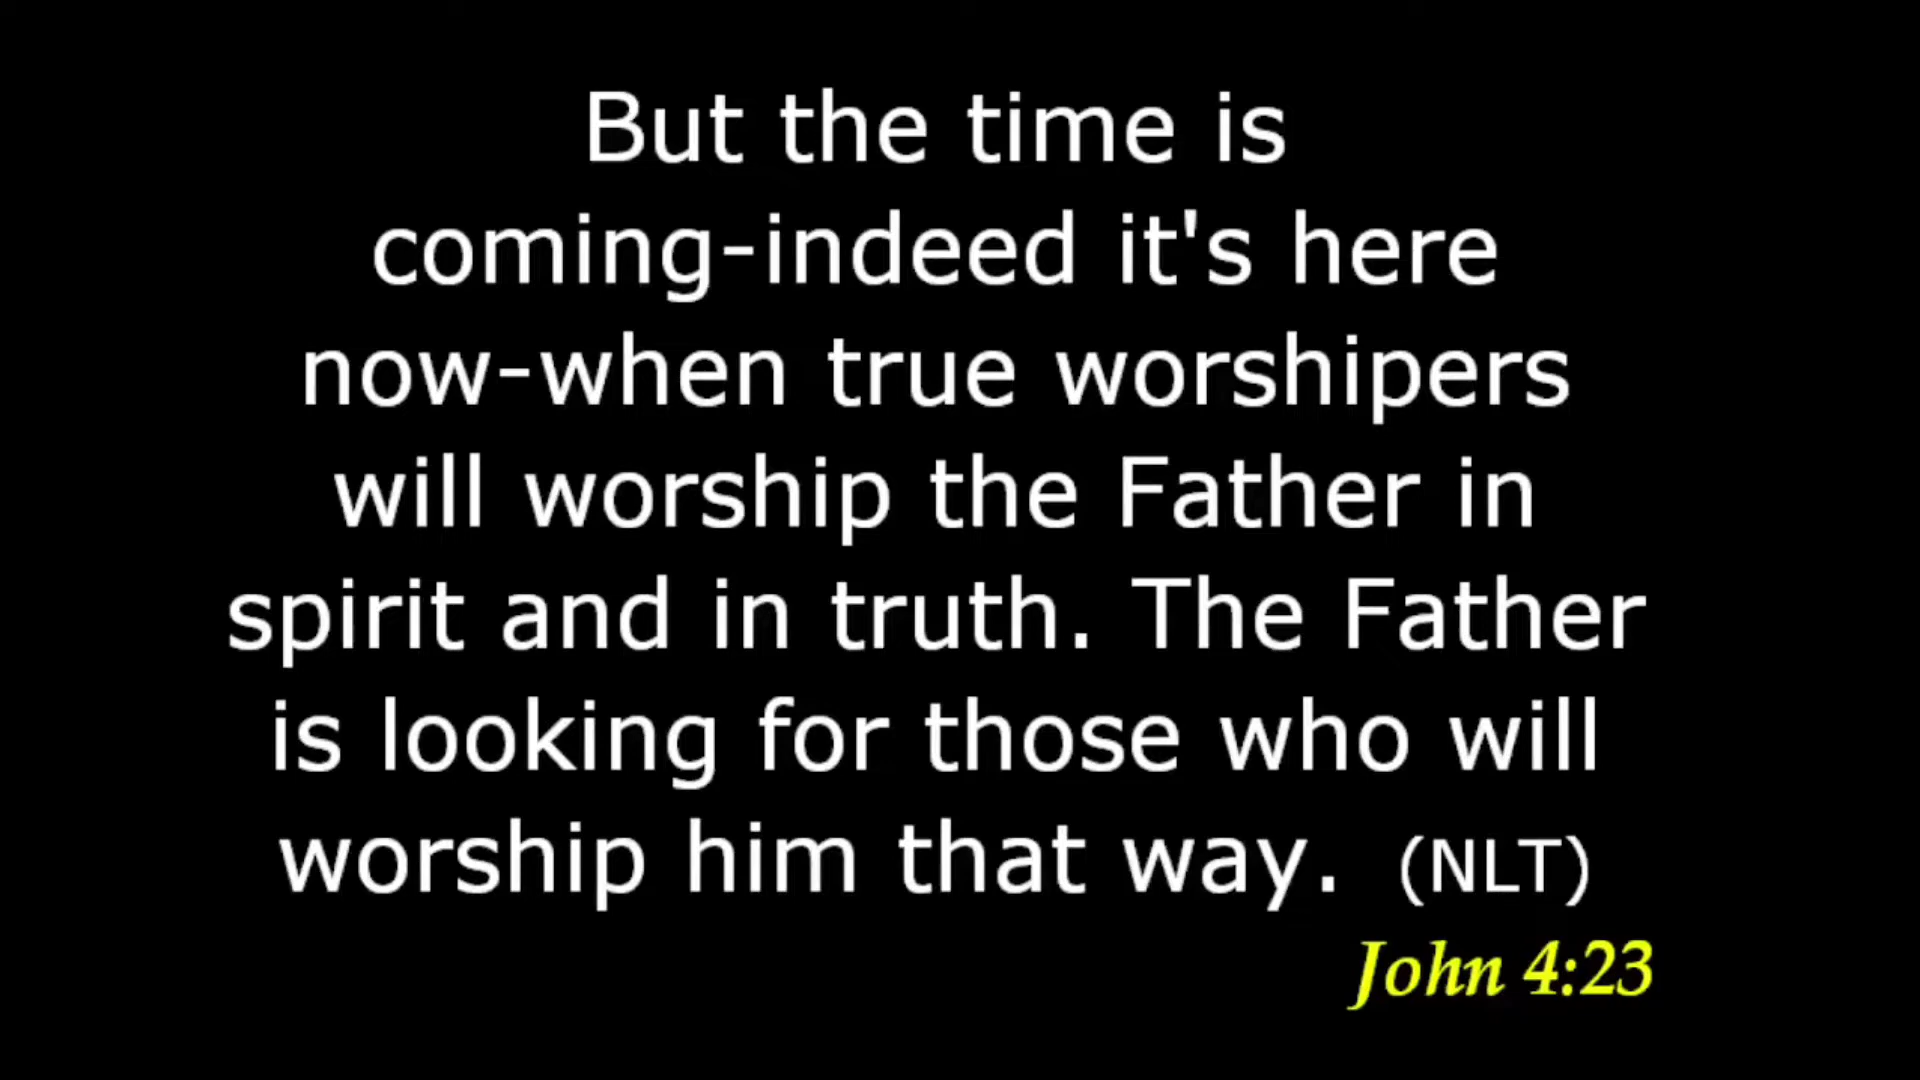 But the time is
coming-indeed it's here
now-when true worshipers
will worship the Father in
spirit and in truth. The Father
is looking for those who will
worship him that way. (NLT)
John 4:23